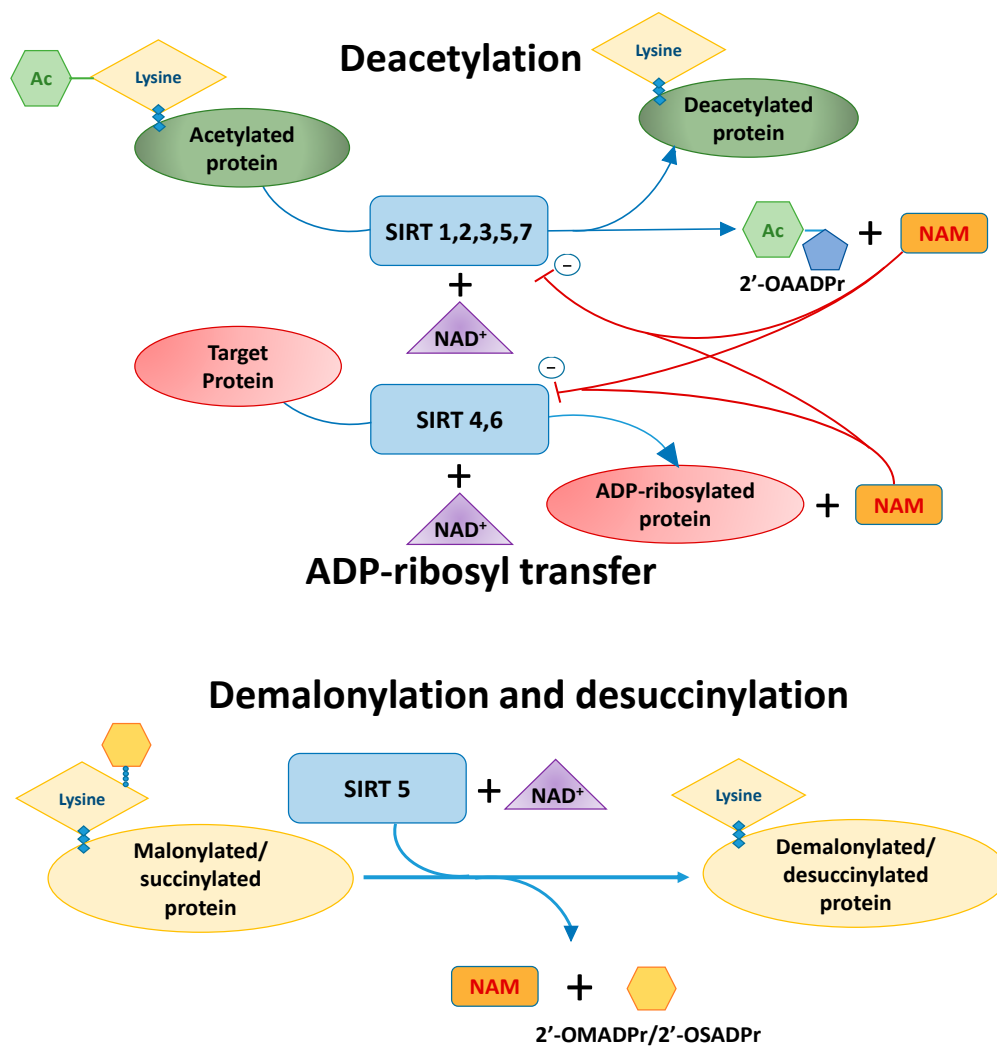 Deacetylation
Ac
Lysine
Acetylated
protein
Lysine
Deacetylated
protein
SIRT 1,2,3,5,7
Ac
+
NAM
2’-OAADPr
−
+
NAD+
Target
Protein
−
SIRT 4,6
+
NAD+
ADP-ribosylated
protein
+
NAM
ADP-ribosyl transfer
Demalonylation and desuccinylation
Lysine
Malonylated/
succinylated
protein
SIRT 5
+
NAD+
Lysine
Demalonylated/
desuccinylated
protein
NAM
+
2’-OMADPr/2’-OSADPr